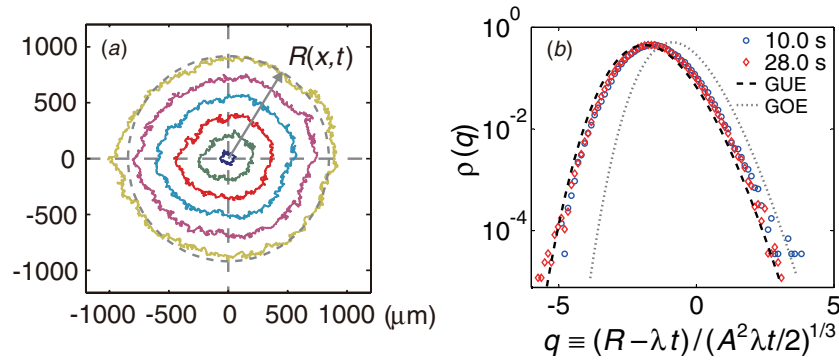 (a)
R(x,t)
1000
500
0
-500
-1000
-1000 -500 0 500 1000 (μm)
(b)
10.0 s
28.0 s
GUE
GOE
10^0
10^-2
10^-4
ρ(q)
-5 0 5
q ≡ (R − λt)/(A²λt/2)^1/3